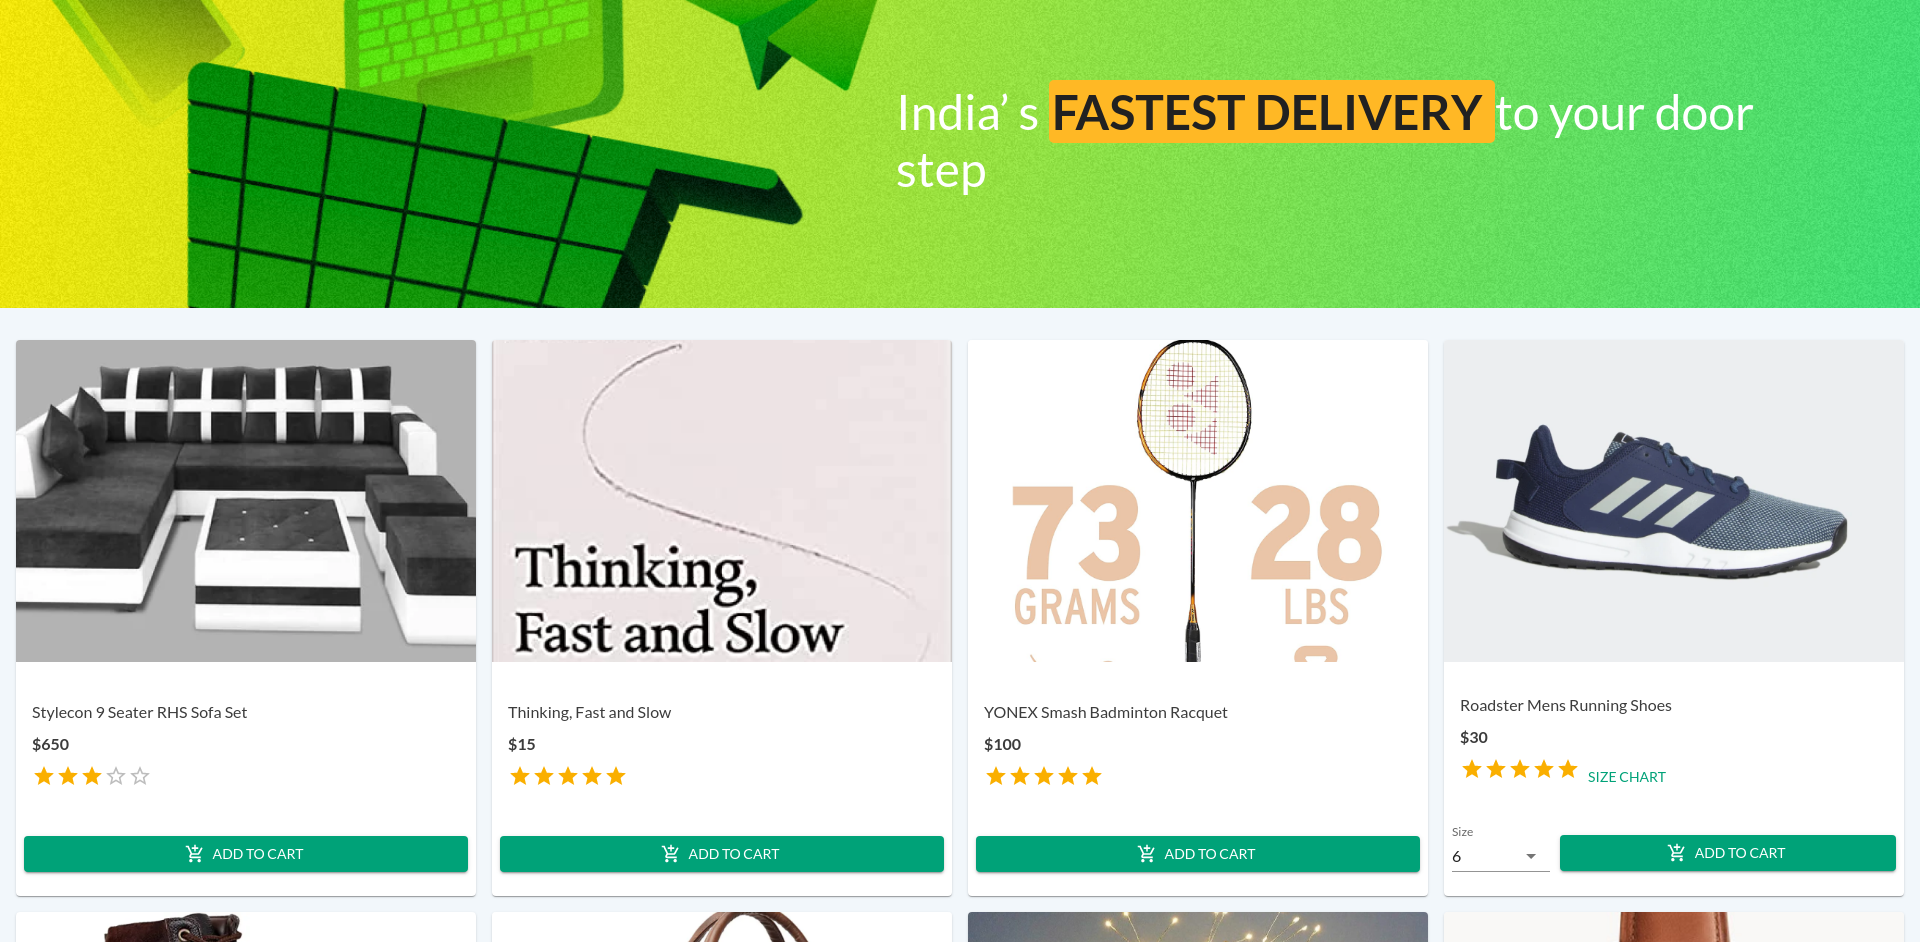 India’ s FASTEST DELIVERY to your door
step
Thinking,
Fast and Slow
73
GRAMS
28
LBS
Stylecon 9 Seater RHS Sofa Set
$650
ADD TO CART
Thinking, Fast and Slow
$15
ADD TO CART
YONEX Smash Badminton Racquet
$100
ADD TO CART
Roadster Mens Running Shoes
$30
SIZE CHART
Size
6
ADD TO CART